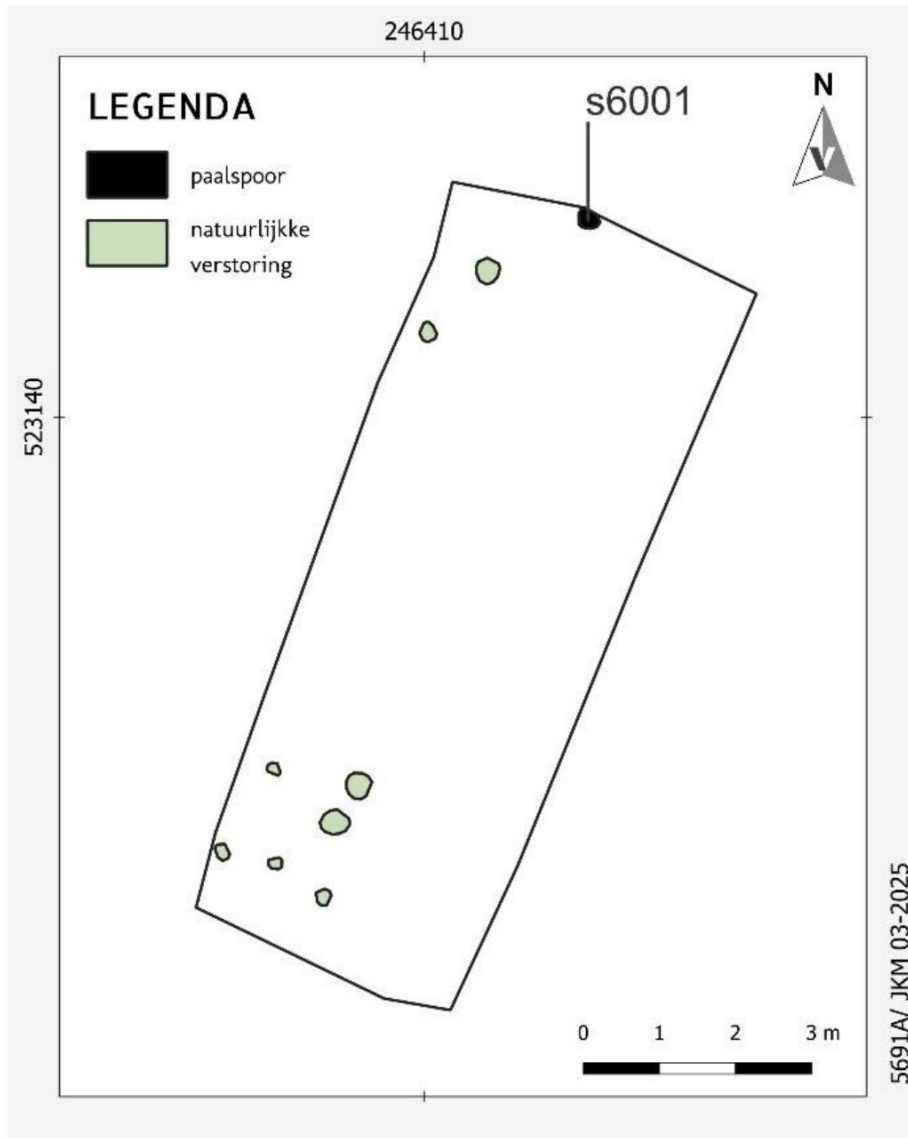 246410
LEGENDA
s6001
N
paalspoor
natuurlijkke
verstoring
523140
0 1 2 3 m
5691A/ JKM 03-2025